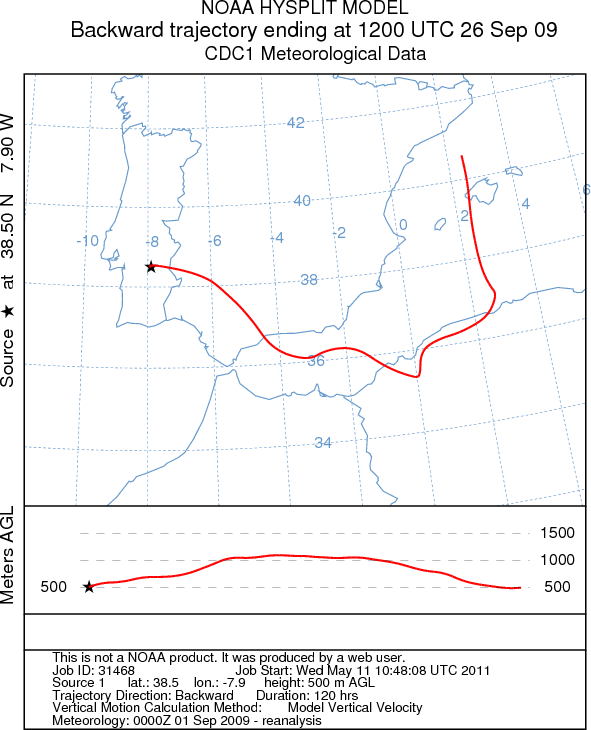 NOAA HYSPLIT MODEL
Backward trajectory ending at 1200 UTC 26 Sep 09
CDC1 Meteorological Data
Source ★ at 38.50 N 7.90 W
42
40
38
36
34
-10
-8
-6
-4
-2
0
2
4
6
Meters AGL
1500
1000
500
500
This is not a NOAA product. It was produced by a web user.
Job ID: 31468 Job Start: Wed May 11 10:48:08 UTC 2011
Source 1 lat.: 38.5 lon.: -7.9 height: 500 m AGL
Trajectory Direction: Backward Duration: 120 hrs
Vertical Motion Calculation Method: Model Vertical Velocity
Meteorology: 0000Z 01 Sep 2009 - reanalysis